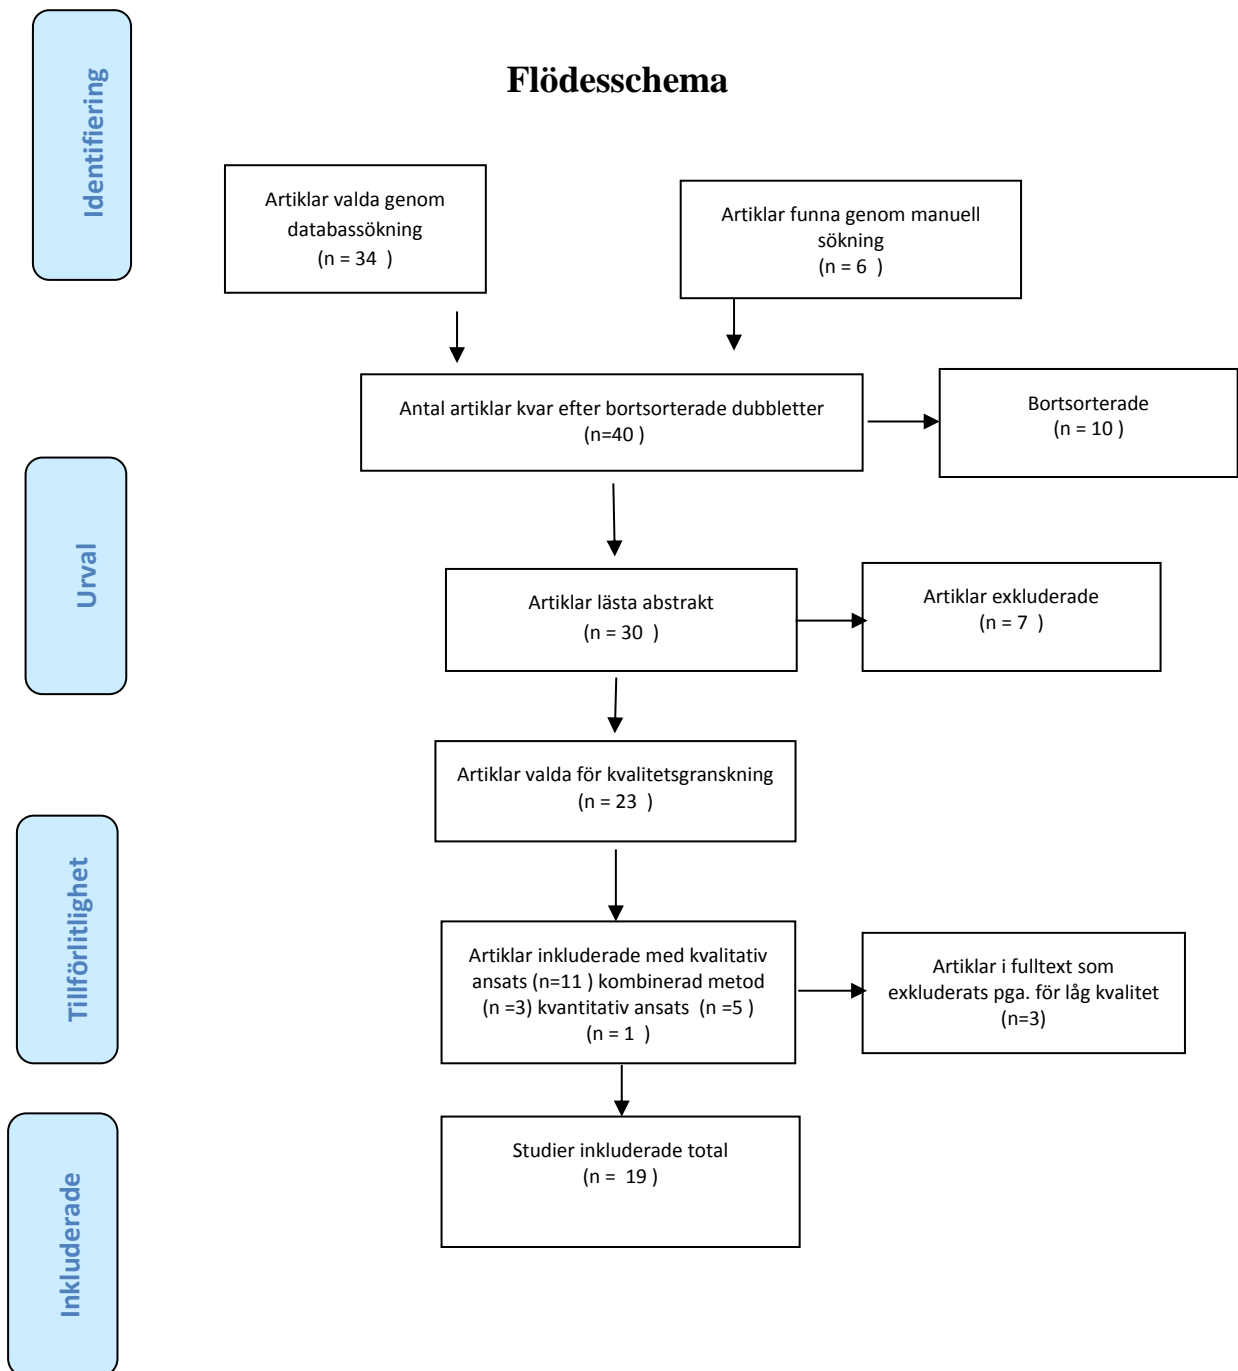 Flödesschema
Identifiering
Artiklar valda genom
databassökning
(n = 34 )
Artiklar funna genom manuell
sökning
(n = 6 )
Antal artiklar kvar efter bortsorterade dubbletter
(n=40 )
Bortsorterade
(n = 10 )
Urval
Artiklar lästa abstrakt
(n = 30 )
Artiklar exkluderade
(n = 7 )
Artiklar valda för kvalitetsgranskning
(n = 23 )
Tillförlitlighet
Artiklar inkluderade med kvalitativ
ansats (n=11 ) kombinerad metod
(n =3) kvantitativ ansats (n =5 )
(n = 1 )
Artiklar i fulltext som
exkluderats pga. för låg kvalitet
(n=3)
Inkluderade
Studier inkluderade total
(n = 19 )